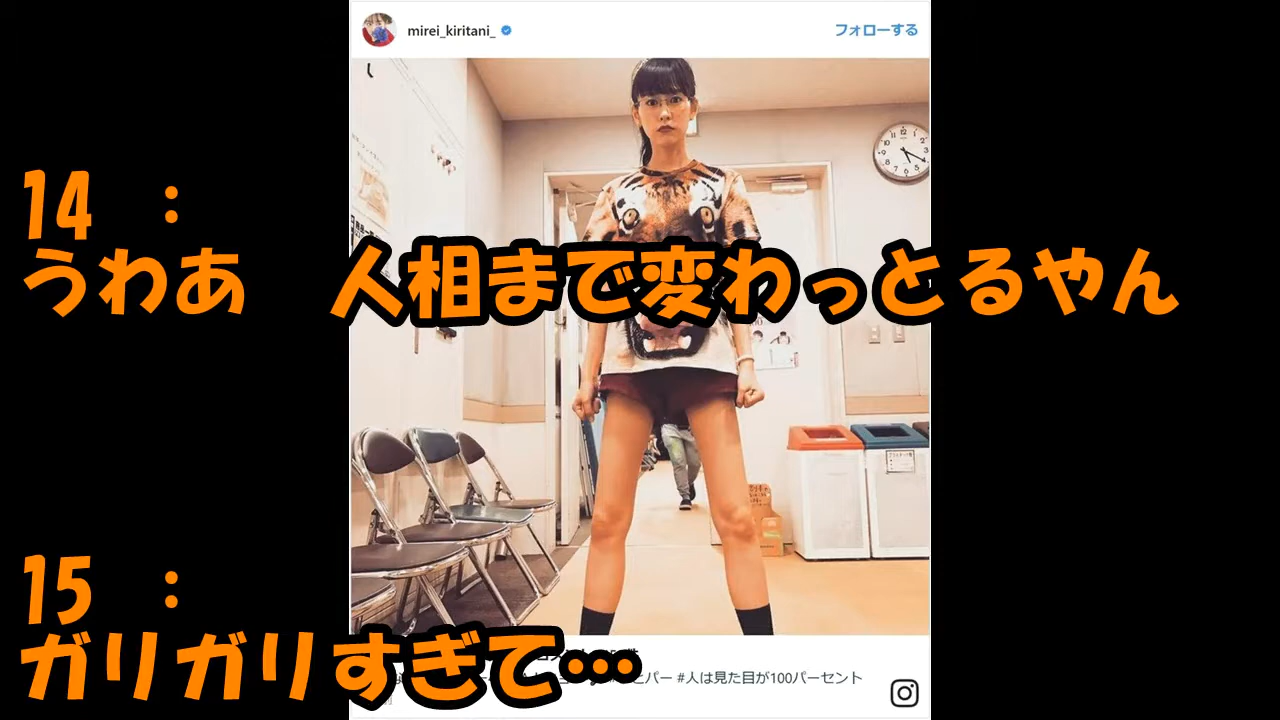 mirei_kiritani_
フォローする
14 :
うわあ 人相まで変わっとるやん
15 :
ガリガリすぎて…
#人は見た目が100パーセント